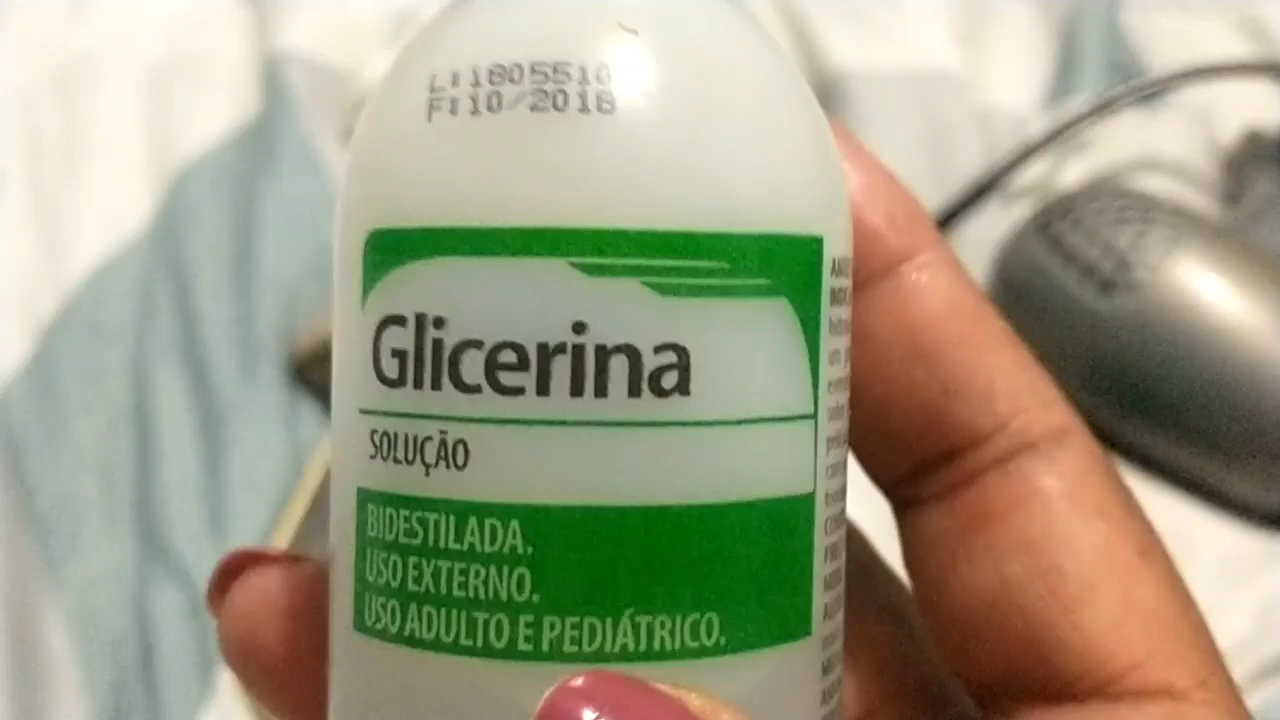 L:1805510
F:10/2018
Glicerina
SOLUÇÃO
BIDESTILADA.
USO EXTERNO.
USO ADULTO E PEDIÁTRICO.